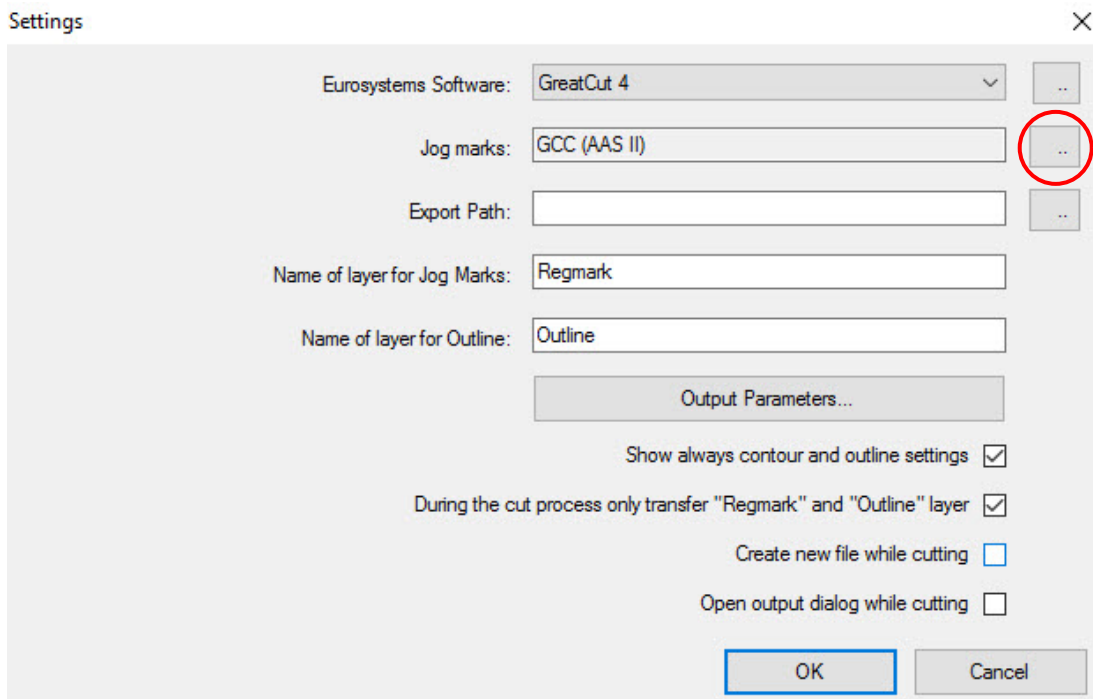 Settings
Eurosystems Software: GreatCut 4 ..
Jog marks: GCC (AAS II) ..
Export Path: ..
Name of layer for Jog Marks: Regmark
Name of layer for Outline: Outline
Output Parameters...
Show always contour and outline settings
During the cut process only transfer "Regmark" and "Outline" layer
Create new file while cutting
Open output dialog while cutting
OK Cancel